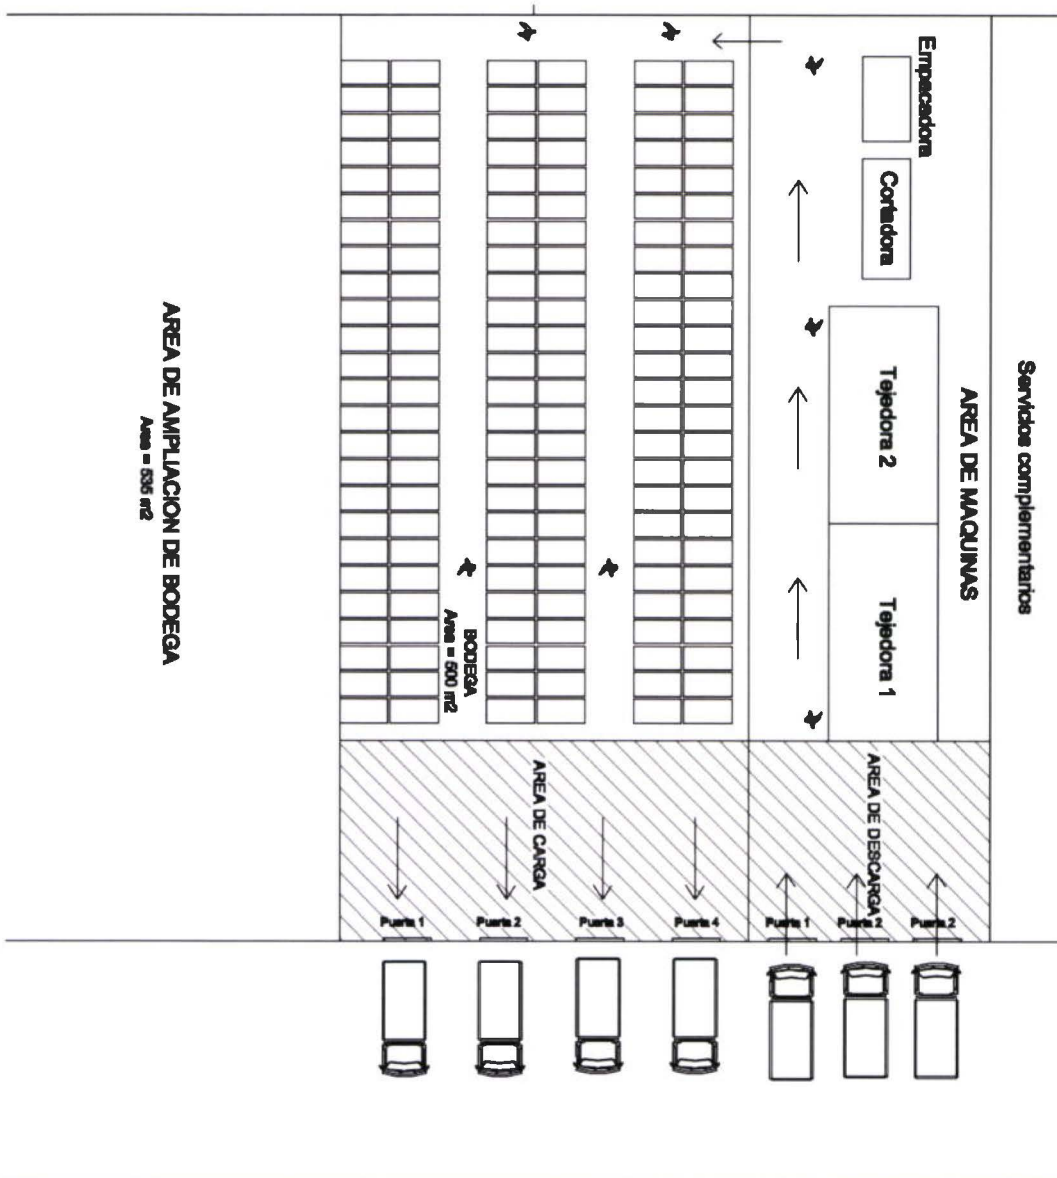 Servicios complementarios
AREA DE MAQUINAS
Empacadora
Cortadora
Tejedora 2
Tejedora 1
AREA DE DESCARGA
BODEGA
Area = 500 m2
AREA DE CARGA
AREA DE AMPLIACION DE BODEGA
Area = 535 m2
Puerta 1
Puerta 2
Puerta 3
Puerta 4
Puerta 1
Puerta 2
Puerta 2